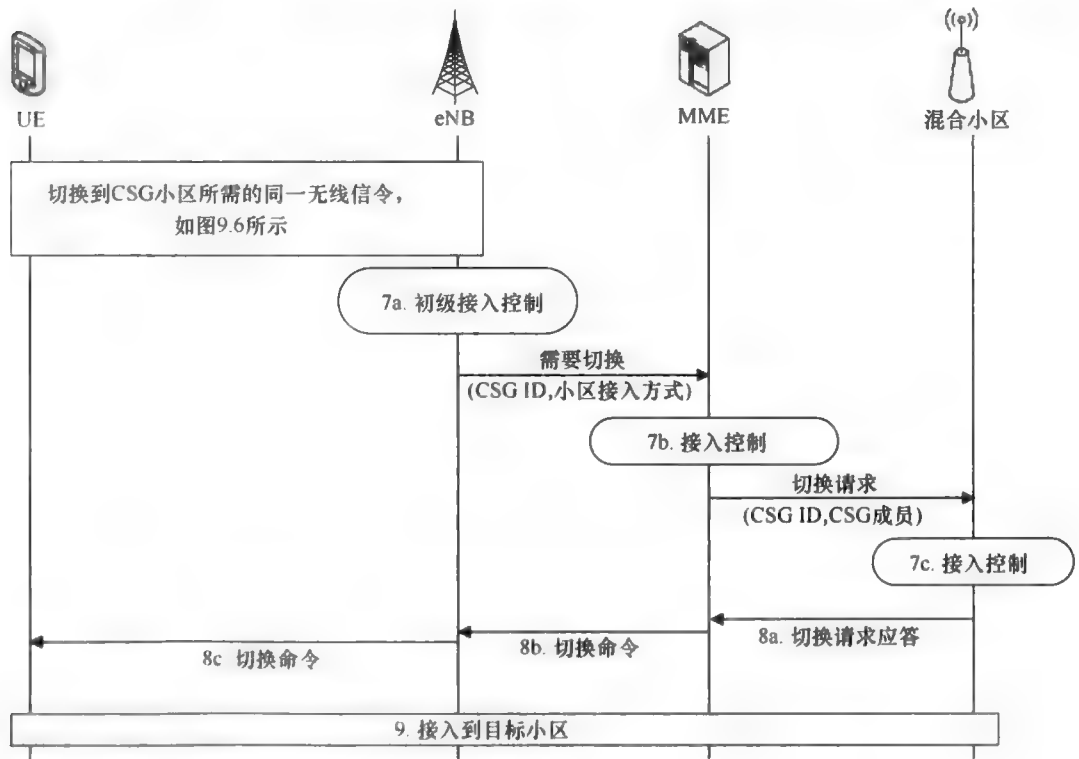 UE
eNB
MME
混合小区
切换到CSG小区所需的同一无线信令,
如图9.6所示
7a. 初级接入控制
需要切换
(CSG ID,小区接入方式)
7b. 接入控制
切换请求
(CSG ID,CSG成员)
7c. 接入控制
8a. 切换请求应答
8b. 切换命令
8c 切换命令
9. 接入到目标小区